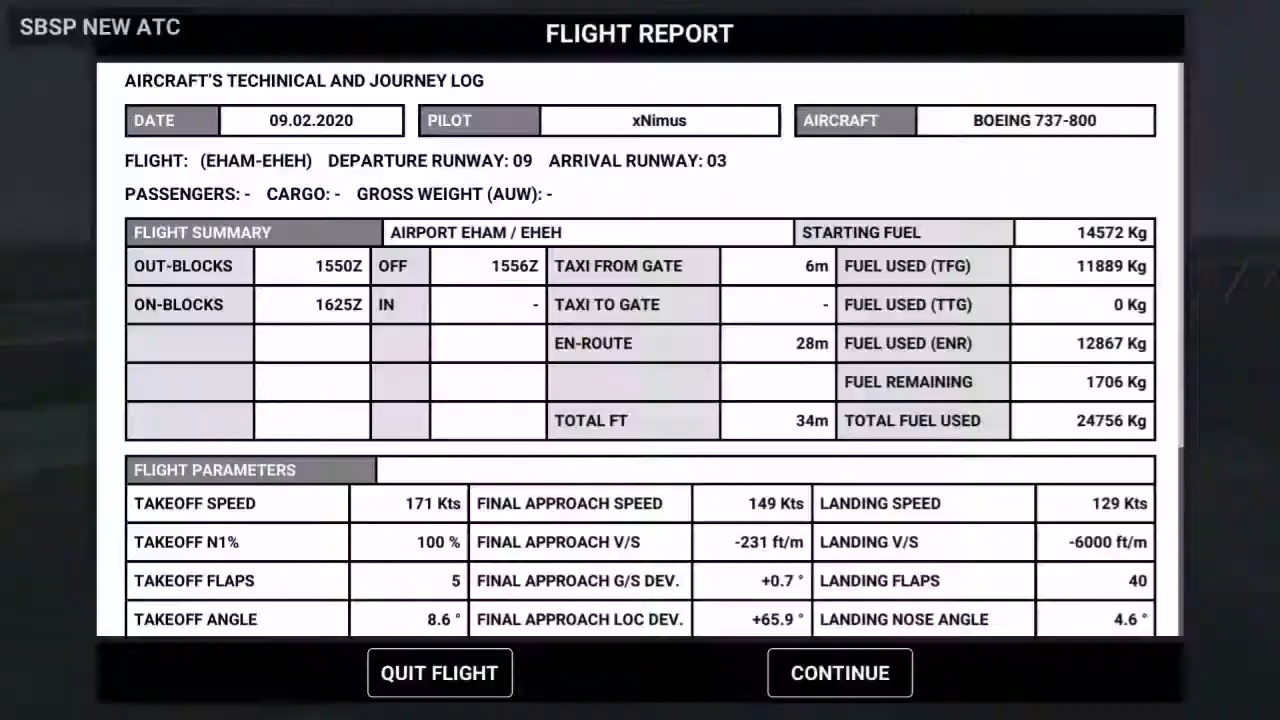 SBSP NEW ATC
FLIGHT REPORT
AIRCRAFT'S TECHINICAL AND JOURNEY LOG
DATE 09.02.2020 PILOT xNimus AIRCRAFT BOEING 737-800
FLIGHT: (EHAM-EHEH) DEPARTURE RUNWAY: 09 ARRIVAL RUNWAY: 03
PASSENGERS: - CARGO: - GROSS WEIGHT (AUW): -
FLIGHT SUMMARY AIRPORT EHAM / EHEH STARTING FUEL 14572 Kg
OUT-BLOCKS 1550Z OFF 1556Z TAXI FROM GATE 6m FUEL USED (TFG) 11889 Kg
ON-BLOCKS 1625Z IN - TAXI TO GATE - FUEL USED (TTG) 0 Kg
EN-ROUTE 28m FUEL USED (ENR) 12867 Kg
FUEL REMAINING 1706 Kg
TOTAL FT 34m TOTAL FUEL USED 24756 Kg
FLIGHT PARAMETERS
TAKEOFF SPEED 171 Kts FINAL APPROACH SPEED 149 Kts LANDING SPEED 129 Kts
TAKEOFF N1% 100 % FINAL APPROACH V/S -231 ft/m LANDING V/S -6000 ft/m
TAKEOFF FLAPS 5 FINAL APPROACH G/S DEV. +0.7 ° LANDING FLAPS 40
TAKEOFF ANGLE 8.6 ° FINAL APPROACH LOC DEV. +65.9 ° LANDING NOSE ANGLE 4.6 °
QUIT FLIGHT CONTINUE